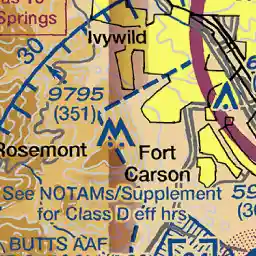 Springs
Ivywild
30
9795
(351)
Rosemont
Fort
Carson
See NOTAMs/Supplement
for Class D eff hrs
BUTTS AAF